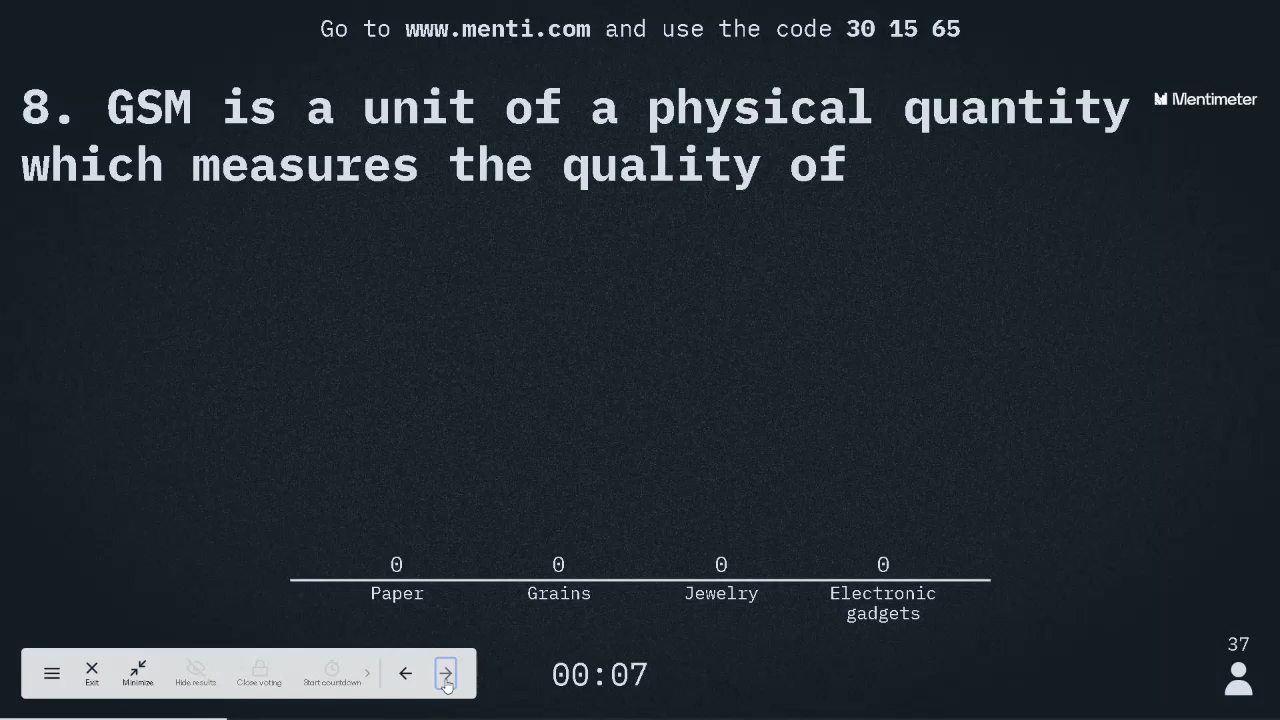 Go to www.menti.com and use the code 30 15 65
8. GSM is a unit of a physical quantity
which measures the quality of
Mentimeter
0 0 0 0
Paper Grains Jewelry Electronic
gadgets
37
Exit Minimize Hide results Close voting Start countdown
00:07